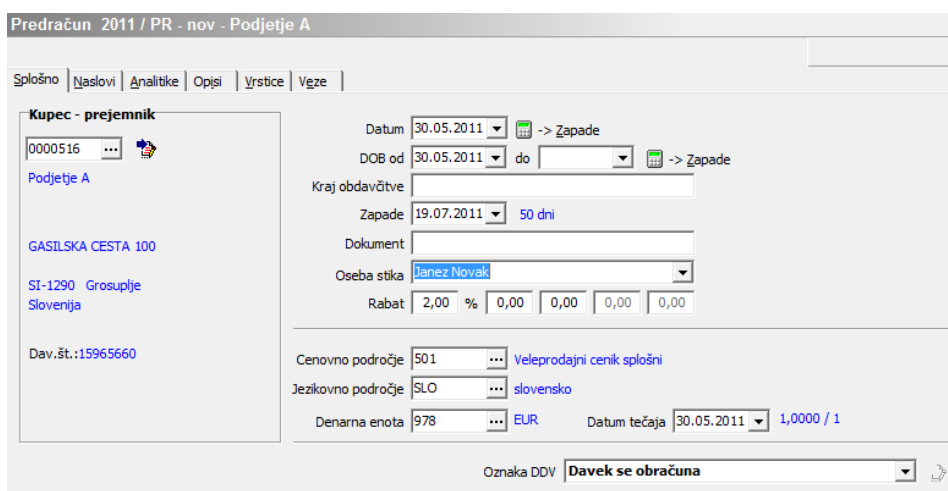 Predračun 2011 / PR - nov - Podjetje A
Splošno Naslovi Analitike Opisi Vrstice Veze
Kupec - prejemnik
0000516 ...
Podjetje A
GASILSKA CESTA 100
SI-1290 Grosuplje
Slovenija
Dav.št.:15965660
Datum 30.05.2011 -> Zapade
DOB od 30.05.2011 do -> Zapade
Kraj obdavčitve
Zapade 19.07.2011 50 dni
Dokument
Oseba stika Janez Novak
Rabat 2,00 % 0,00 0,00 0,00 0,00
Cenovno področje 501 ... Veleprodajni cenik splošni
Jezikovno področje SLO ... slovensko
Denarna enota 978 ... EUR Datum tečaja 30.05.2011 1,0000 / 1
Oznaka DDV Davek se obračuna